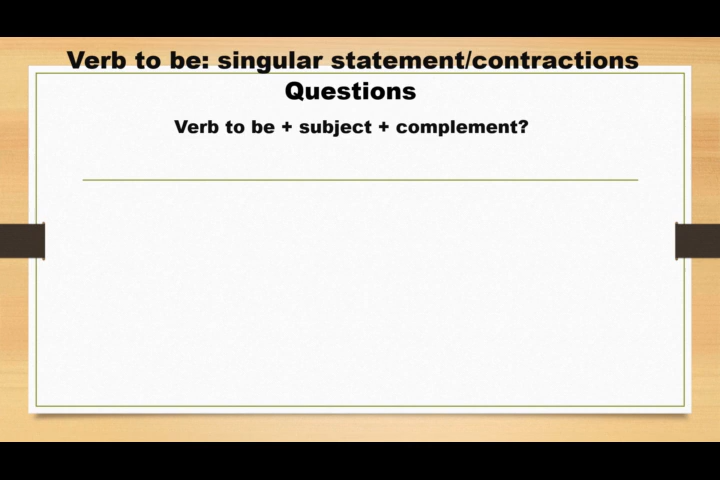 Verb to be: singular statement/contractions
Questions
Verb to be + subject + complement?